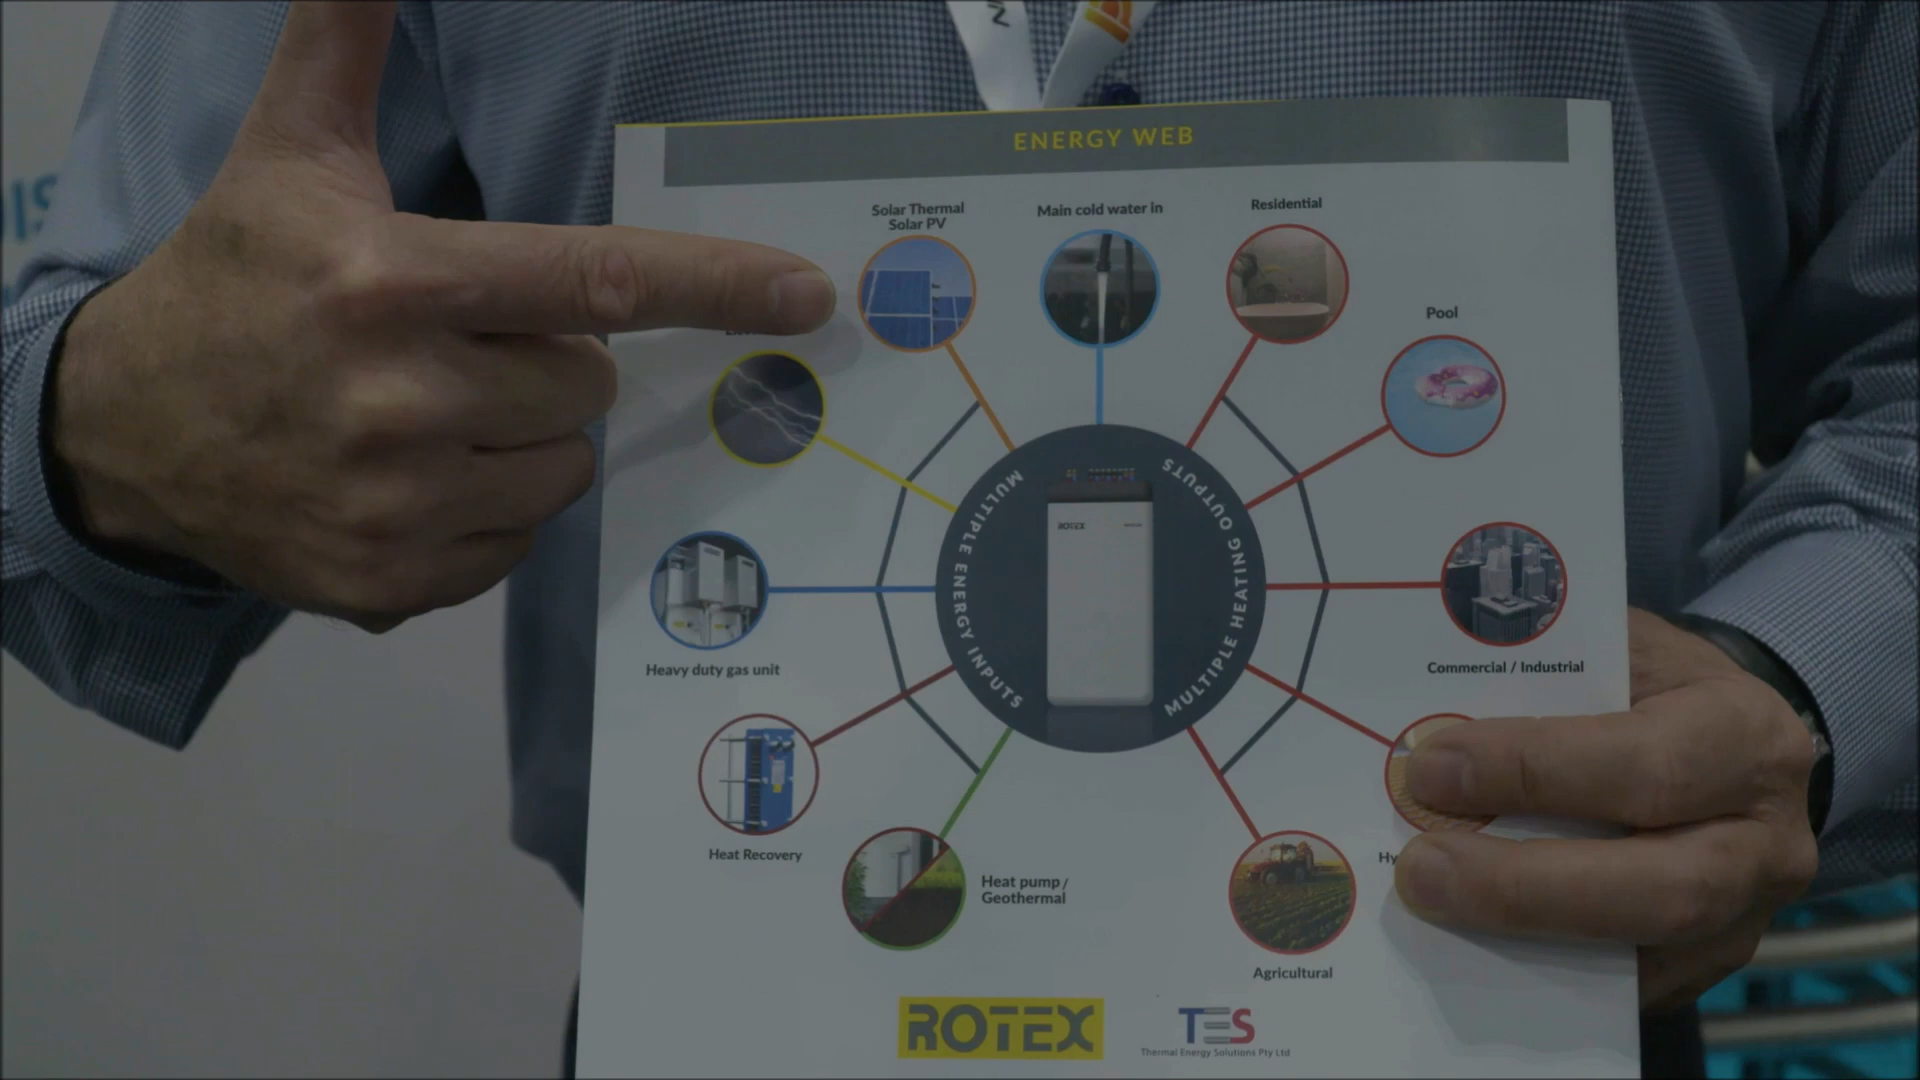 ENERGY WEB
Solar Thermal
Solar PV
Main cold water in
Residential
Pool
MULTIPLE ENERGY INPUTS
MULTIPLE HEATING OUTPUTS
ROTEX
Heavy duty gas unit
Commercial / Industrial
Heat Recovery
Heat pump /
Geothermal
Hy
Agricultural
ROTEX
TES
Thermal Energy Solutions Pty Ltd